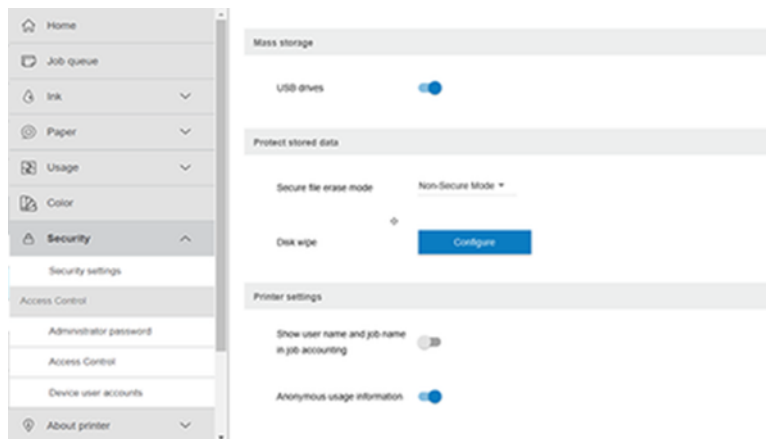 Home
Job queue
Ink
Paper
Usage
Color
Security
Security settings
Access Control
Administrator password
Access Control
Device user accounts
About printer
Mass storage
USB drives
Protect stored data
Secure file erase mode
Non-Secure Mode
Disk wipe
Configure
Printer settings
Show user name and job name
in job accounting
Anonymous usage information